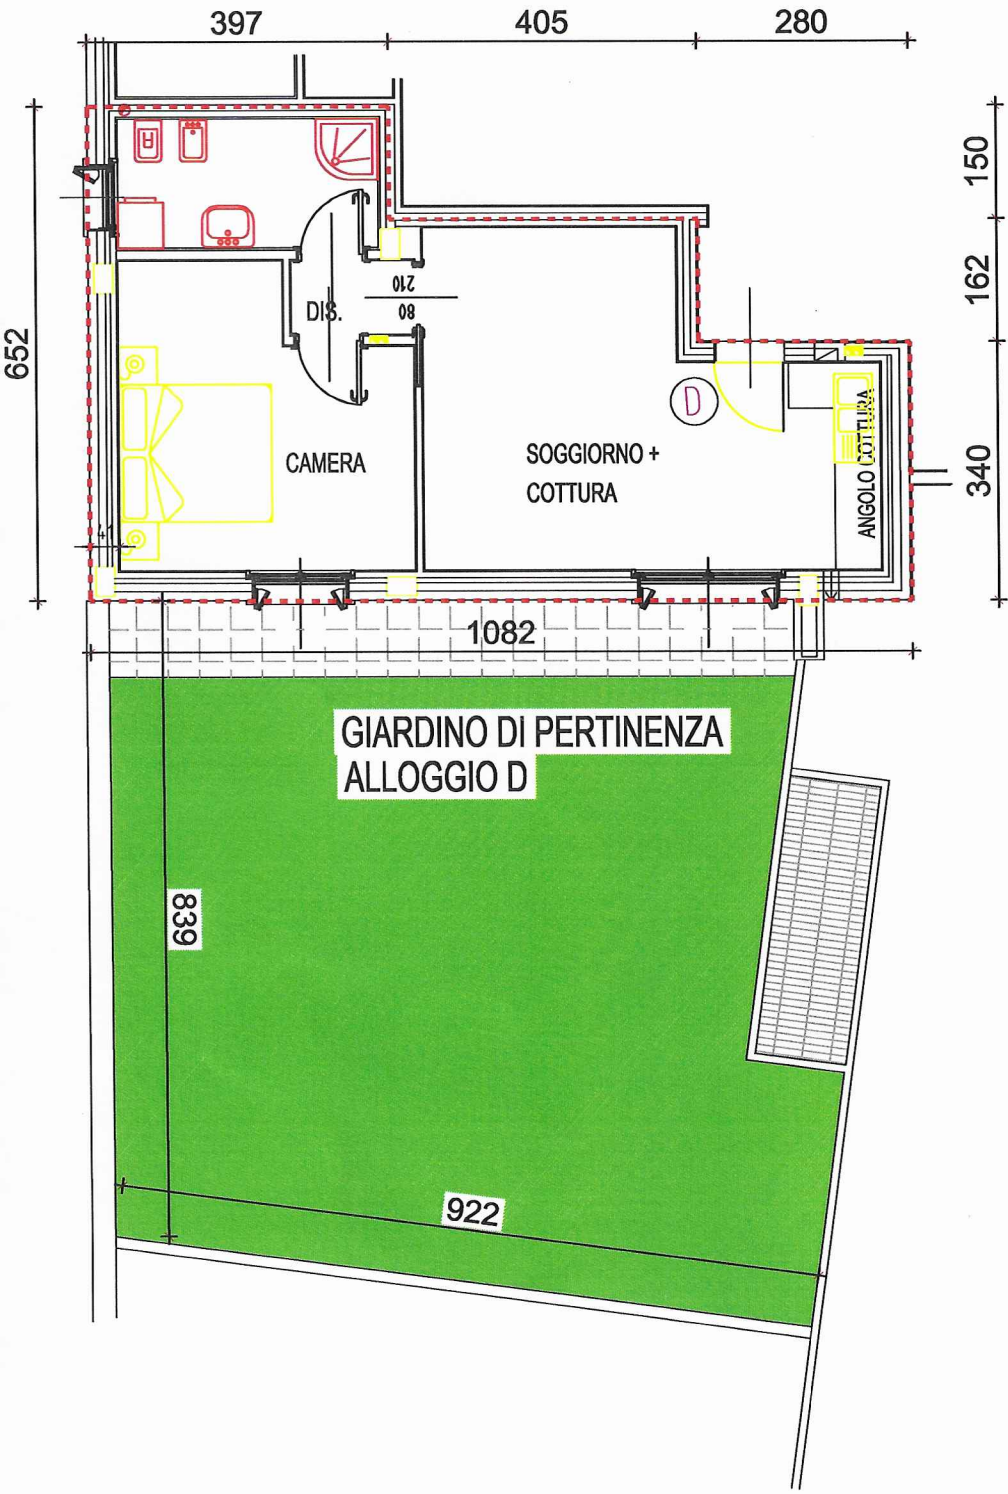 397
405
280
150
162
340
652
DIS.
210
80
D
CAMERA
SOGGIORNO +
COTTURA
ANGOLO COTTURA
1082
GIARDINO DI PERTINENZA
ALLOGGIO D
839
922